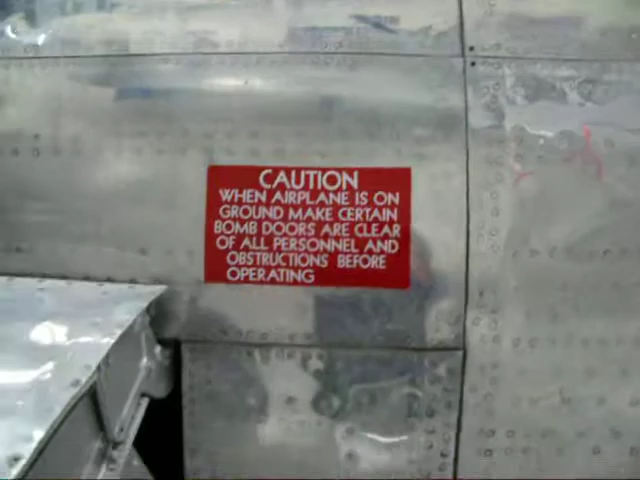 CAUTION
WHEN AIRPLANE IS ON
GROUND MAKE CERTAIN
BOMB DOORS ARE CLEAR
OF ALL PERSONNEL AND
OBSTRUCTIONS BEFORE
OPERATING